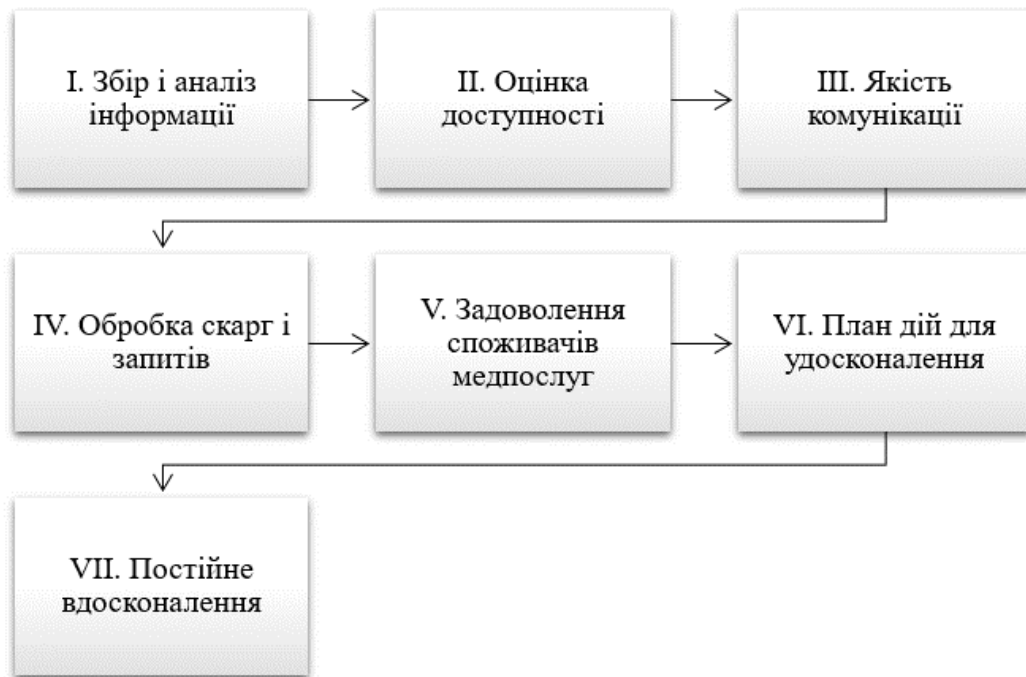 I. Збір і аналіз
інформації
II. Оцінка
доступності
III. Якість
комунікації
IV. Обробка скарг і
запитів
V. Задоволення
споживачів
медпослуг
VI. План дій для
удосконалення
VII. Постійне
вдосконалення